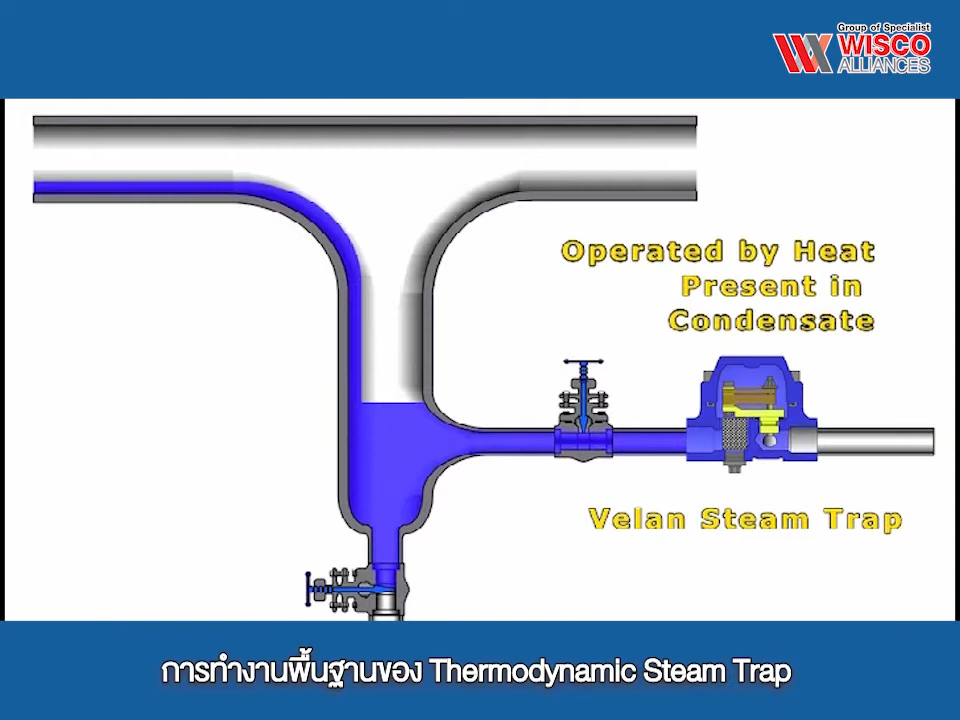 Group of Specialist
WISCO
ALLIANCES
Operated by Heat
Present in
Condensate
Velan Steam Trap
การทำงานพื้นฐานของ Thermodynamic Steam Trap